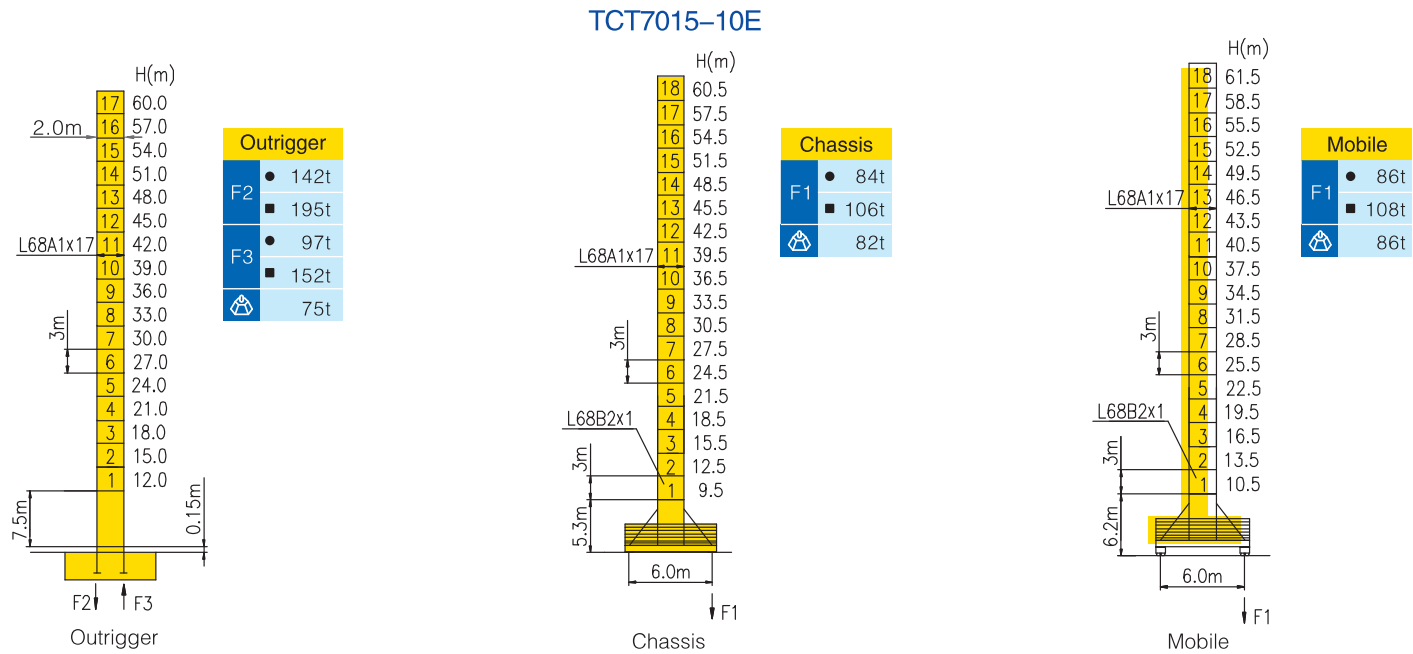 TCT7015–10E
H(m)
17 60.0
16 57.0
15 54.0
14 51.0
13 48.0
12 45.0
11 42.0
10 39.0
9 36.0
8 33.0
7 30.0
6 27.0
5 24.0
4 21.0
3 18.0
2 15.0
1 12.0
2.0m
L68A1x17
3m
7.5m
0.15m
F2
F3
Outrigger
Outrigger
F2 ● 142t
■ 195t
F3 ● 97t
■ 152t
75t
H(m)
18 60.5
17 57.5
16 54.5
15 51.5
14 48.5
13 45.5
12 42.5
11 39.5
10 36.5
9 33.5
8 30.5
7 27.5
6 24.5
5 21.5
4 18.5
3 15.5
2 12.5
1 9.5
L68A1x17
3m
L68B2x1
3m
5.3m
6.0m
F1
Chassis
Chassis
F1 ● 84t
■ 106t
82t
H(m)
18 61.5
17 58.5
16 55.5
15 52.5
14 49.5
13 46.5
12 43.5
11 40.5
10 37.5
9 34.5
8 31.5
7 28.5
6 25.5
5 22.5
4 19.5
3 16.5
2 13.5
1 10.5
L68A1x17
3m
L68B2x1
3m
6.2m
6.0m
F1
Mobile
Mobile
F1 ● 86t
■ 108t
86t